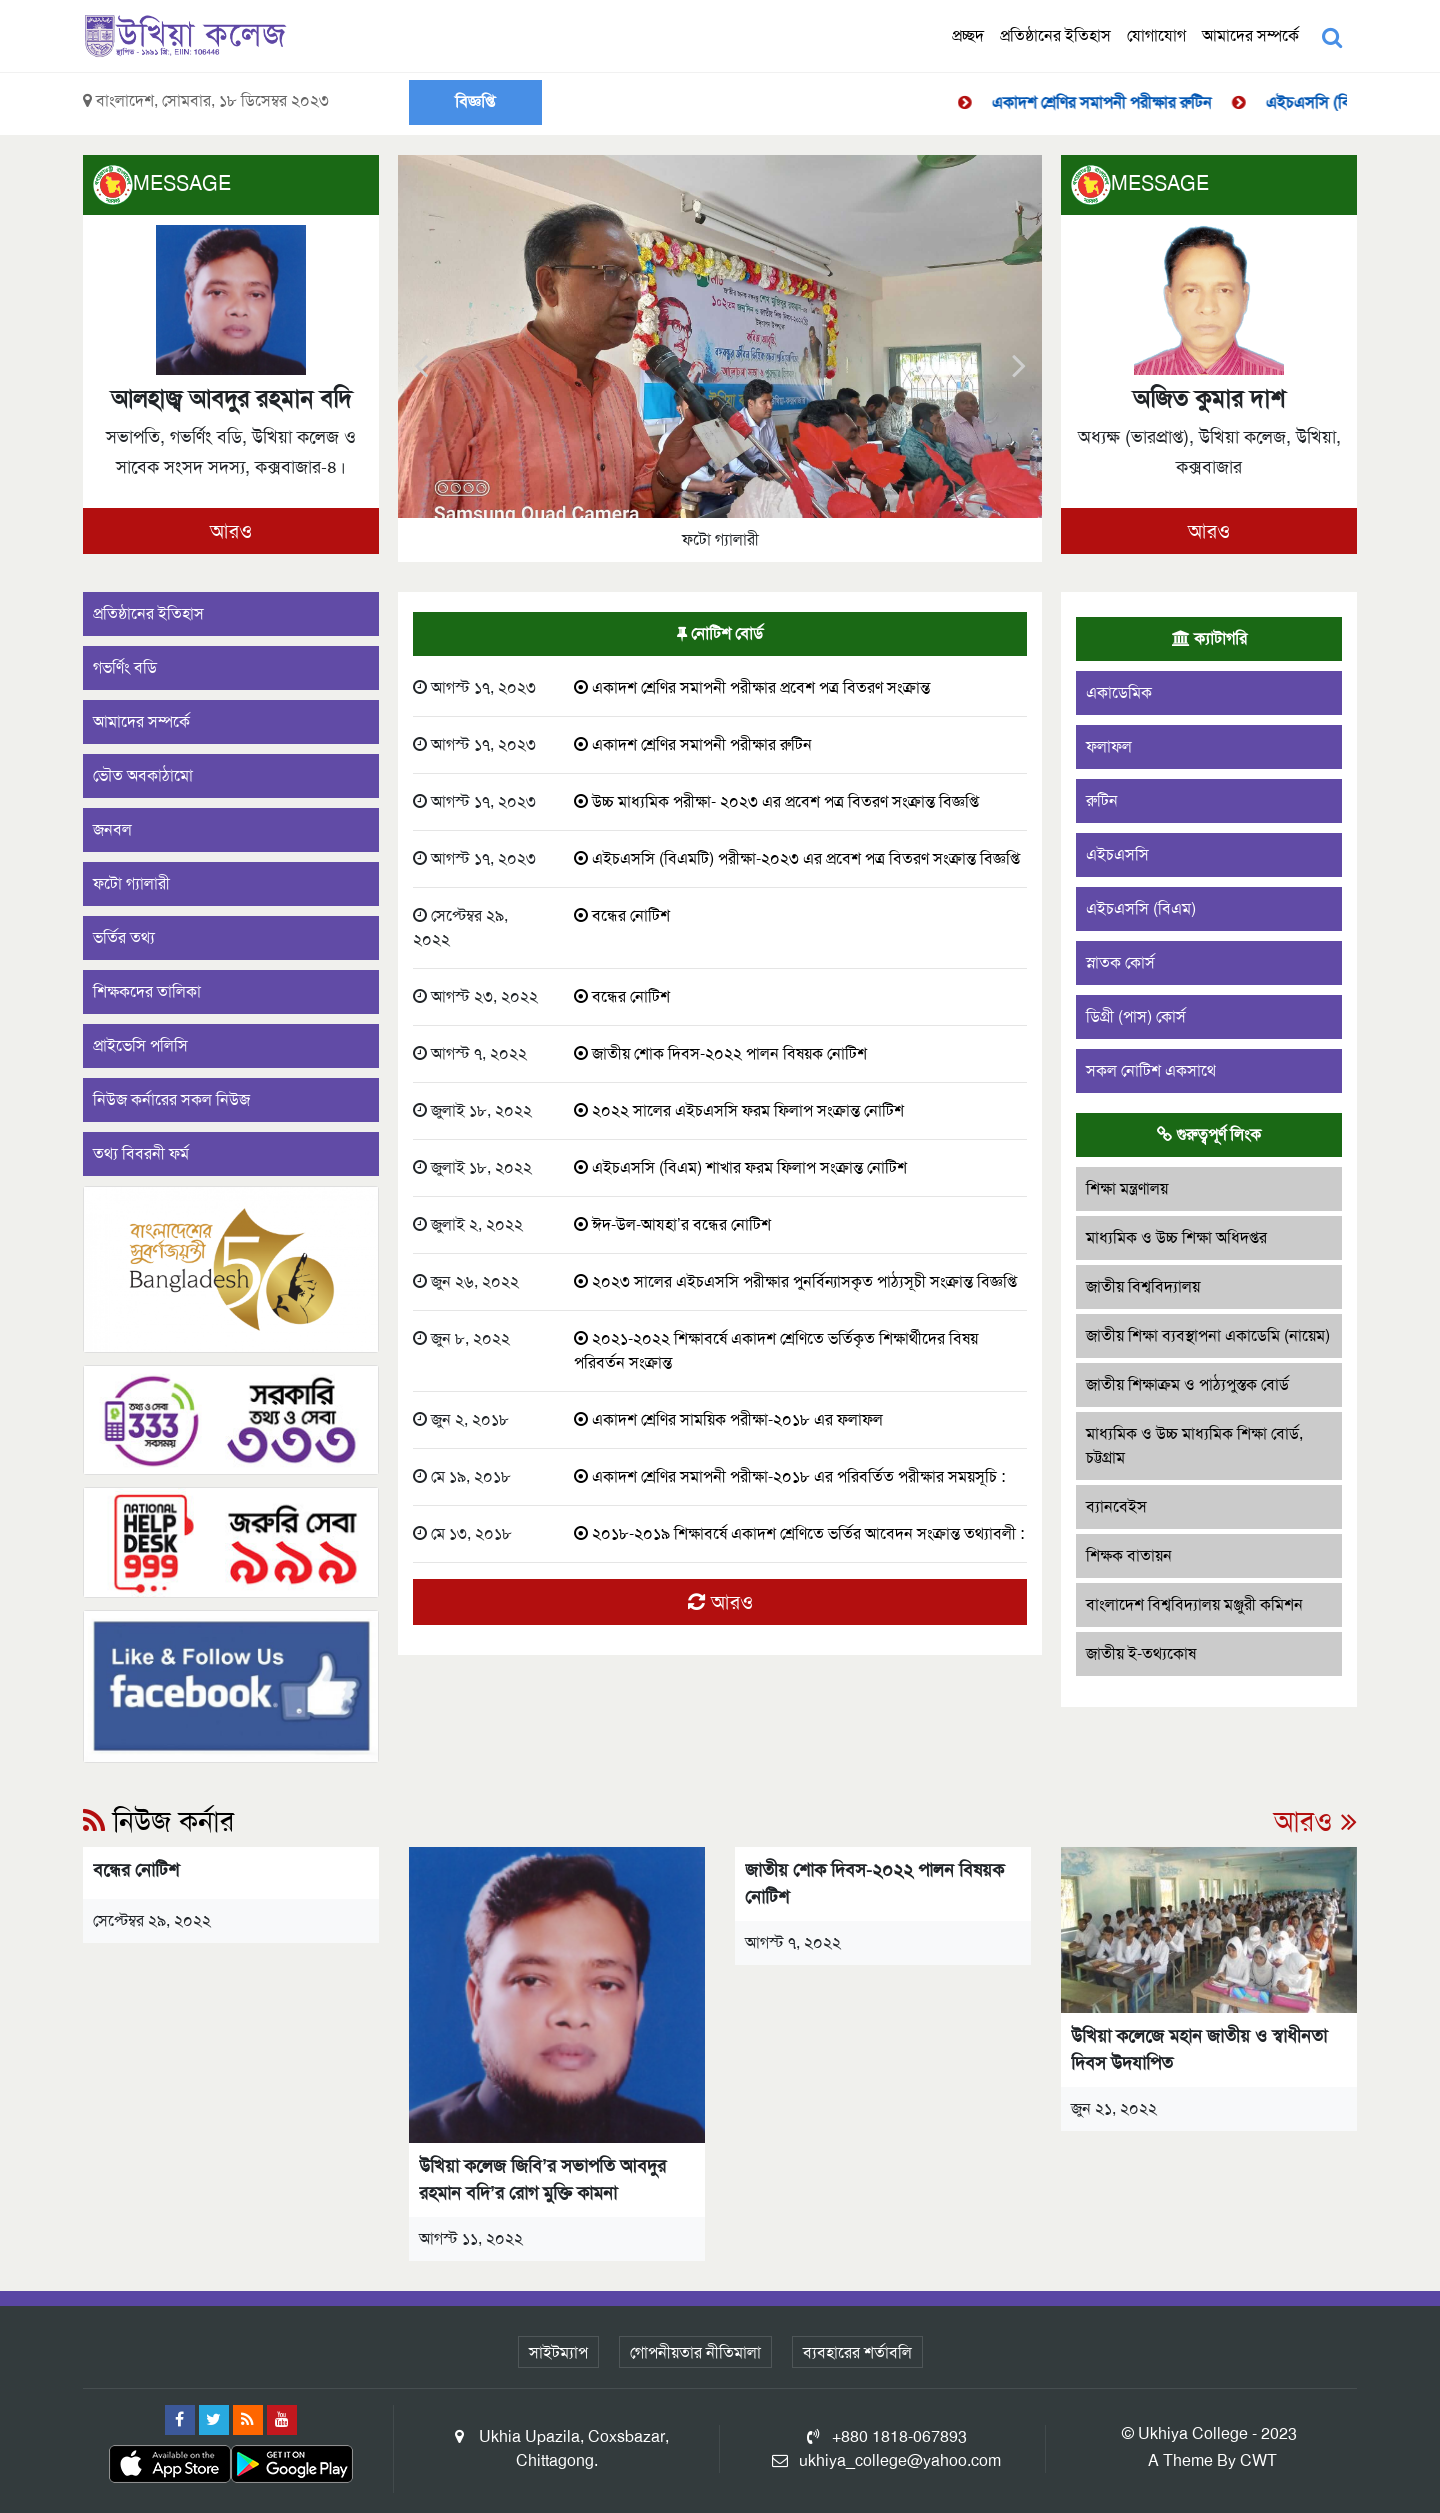 উখিয়া কলেজ
স্থাপিত - ১৯৯১ খ্রি:, EIIN: 106446
প্রচ্ছদ প্রতিষ্ঠানের ইতিহাস যোগাযোগ আমাদের সম্পর্কে
বাংলাদেশ, সোমবার, ১৮ ডিসেম্বর ২০২৩
বিজ্ঞপ্তি
একাদশ শ্রেণির সমাপনী পরীক্ষার রুটিন এইচএসসি
MESSAGE
আলহাজ্ব আবদুর রহমান বদি
সভাপতি, গভর্ণিং বডি, উখিয়া কলেজ ও
সাবেক সংসদ সদস্য, কক্সবাজার-৪।
আরও
Samsung Quad Camera
ফটো গ্যালারী
MESSAGE
অজিত কুমার দাশ
অধ্যক্ষ (ভারপ্রাপ্ত), উখিয়া কলেজ, উখিয়া,
কক্সবাজার
আরও
প্রতিষ্ঠানের ইতিহাস
গভর্ণিং বডি
আমাদের সম্পর্কে
ভৌত অবকাঠামো
জনবল
ফটো গ্যালারী
ভর্তির তথ্য
শিক্ষকদের তালিকা
প্রাইভেসি পলিসি
নিউজ কর্নারের সকল নিউজ
তথ্য বিবরনী ফর্ম
বাংলাদেশের
সুবর্ণজয়ন্তী
Bangladesh
50
তথ্য ও সেবা
333
সবসময়
সরকারি
তথ্য ও সেবা
৩৩৩
NATIONAL
HELP
DESK
999
জরুরি সেবা
৯৯৯
Like & Follow Us
facebook.
নোটিশ বোর্ড
আগস্ট ১৭, ২০২৩ একাদশ শ্রেণির সমাপনী পরীক্ষার প্রবেশ পত্র বিতরণ সংক্রান্ত
আগস্ট ১৭, ২০২৩ একাদশ শ্রেণির সমাপনী পরীক্ষার রুটিন
আগস্ট ১৭, ২০২৩ উচ্চ মাধ্যমিক পরীক্ষা- ২০২৩ এর প্রবেশ পত্র বিতরণ সংক্রান্ত বিজ্ঞপ্তি
আগস্ট ১৭, ২০২৩ এইচএসসি (বিএমটি) পরীক্ষা-২০২৩ এর প্রবেশ পত্র বিতরণ সংক্রান্ত বিজ্ঞপ্তি
সেপ্টেম্বর ২৯, বন্ধের নোটিশ
২০২২
আগস্ট ২৩, ২০২২ বন্ধের নোটিশ
আগস্ট ৭, ২০২২ জাতীয় শোক দিবস-২০২২ পালন বিষয়ক নোটিশ
জুলাই ১৮, ২০২২ ২০২২ সালের এইচএসসি ফরম ফিলাপ সংক্রান্ত নোটিশ
জুলাই ১৮, ২০২২ এইচএসসি (বিএম) শাখার ফরম ফিলাপ সংক্রান্ত নোটিশ
জুলাই ২, ২০২২ ঈদ-উল-আযহা'র বন্ধের নোটিশ
জুন ২৬, ২০২২ ২০২৩ সালের এইচএসসি পরীক্ষার পুনর্বিন্যাসকৃত পাঠ্যসূচী সংক্রান্ত বিজ্ঞপ্তি
জুন ৮, ২০২২ ২০২১-২০২২ শিক্ষাবর্ষে একাদশ শ্রেণিতে ভর্তিকৃত শিক্ষার্থীদের বিষয়
পরিবর্তন সংক্রান্ত
জুন ২, ২০১৮ একাদশ শ্রেণির সাময়িক পরীক্ষা-২০১৮ এর ফলাফল
মে ১৯, ২০১৮ একাদশ শ্রেণির সমাপনী পরীক্ষা-২০১৮ এর পরিবর্তিত পরীক্ষার সময়সূচি :
মে ১৩, ২০১৮ ২০১৮-২০১৯ শিক্ষাবর্ষে একাদশ শ্রেণিতে ভর্তির আবেদন সংক্রান্ত তথ্যাবলী :
আরও
ক্যাটাগরি
একাডেমিক
ফলাফল
রুটিন
এইচএসসি
এইচএসসি (বিএম)
স্নাতক কোর্স
ডিগ্রী (পাস) কোর্স
সকল নোটিশ একসাথে
গুরুত্বপূর্ণ লিংক
শিক্ষা মন্ত্রণালয়
মাধ্যমিক ও উচ্চ শিক্ষা অধিদপ্তর
জাতীয় বিশ্ববিদ্যালয়
জাতীয় শিক্ষা ব্যবস্থাপনা একাডেমি (নায়েম)
জাতীয় শিক্ষাক্রম ও পাঠ্যপুস্তক বোর্ড
মাধ্যমিক ও উচ্চ মাধ্যমিক শিক্ষা বোর্ড,
চট্টগ্রাম
ব্যানবেইস
শিক্ষক বাতায়ন
বাংলাদেশ বিশ্ববিদ্যালয় মঞ্জুরী কমিশন
জাতীয় ই-তথ্যকোষ
নিউজ কর্নার
আরও
বন্ধের নোটিশ
সেপ্টেম্বর ২৯, ২০২২
উখিয়া কলেজ জিবি'র সভাপতি আবদুর
রহমান বদি'র রোগ মুক্তি কামনা
আগস্ট ১১, ২০২২
জাতীয় শোক দিবস-২০২২ পালন বিষয়ক
নোটিশ
আগস্ট ৭, ২০২২
উখিয়া কলেজে মহান জাতীয় ও স্বাধীনতা
দিবস উদযাপিত
জুন ২১, ২০২২
সাইটম্যাপ গোপনীয়তার নীতিমালা ব্যবহারের শর্তাবলি
Available on the
App Store
GET IT ON
Google Play
Ukhia Upazila, Coxsbazar,
Chittagong.
+880 1818-067893
ukhiya_college@yahoo.com
© Ukhiya College - 2023
A Theme By CWT